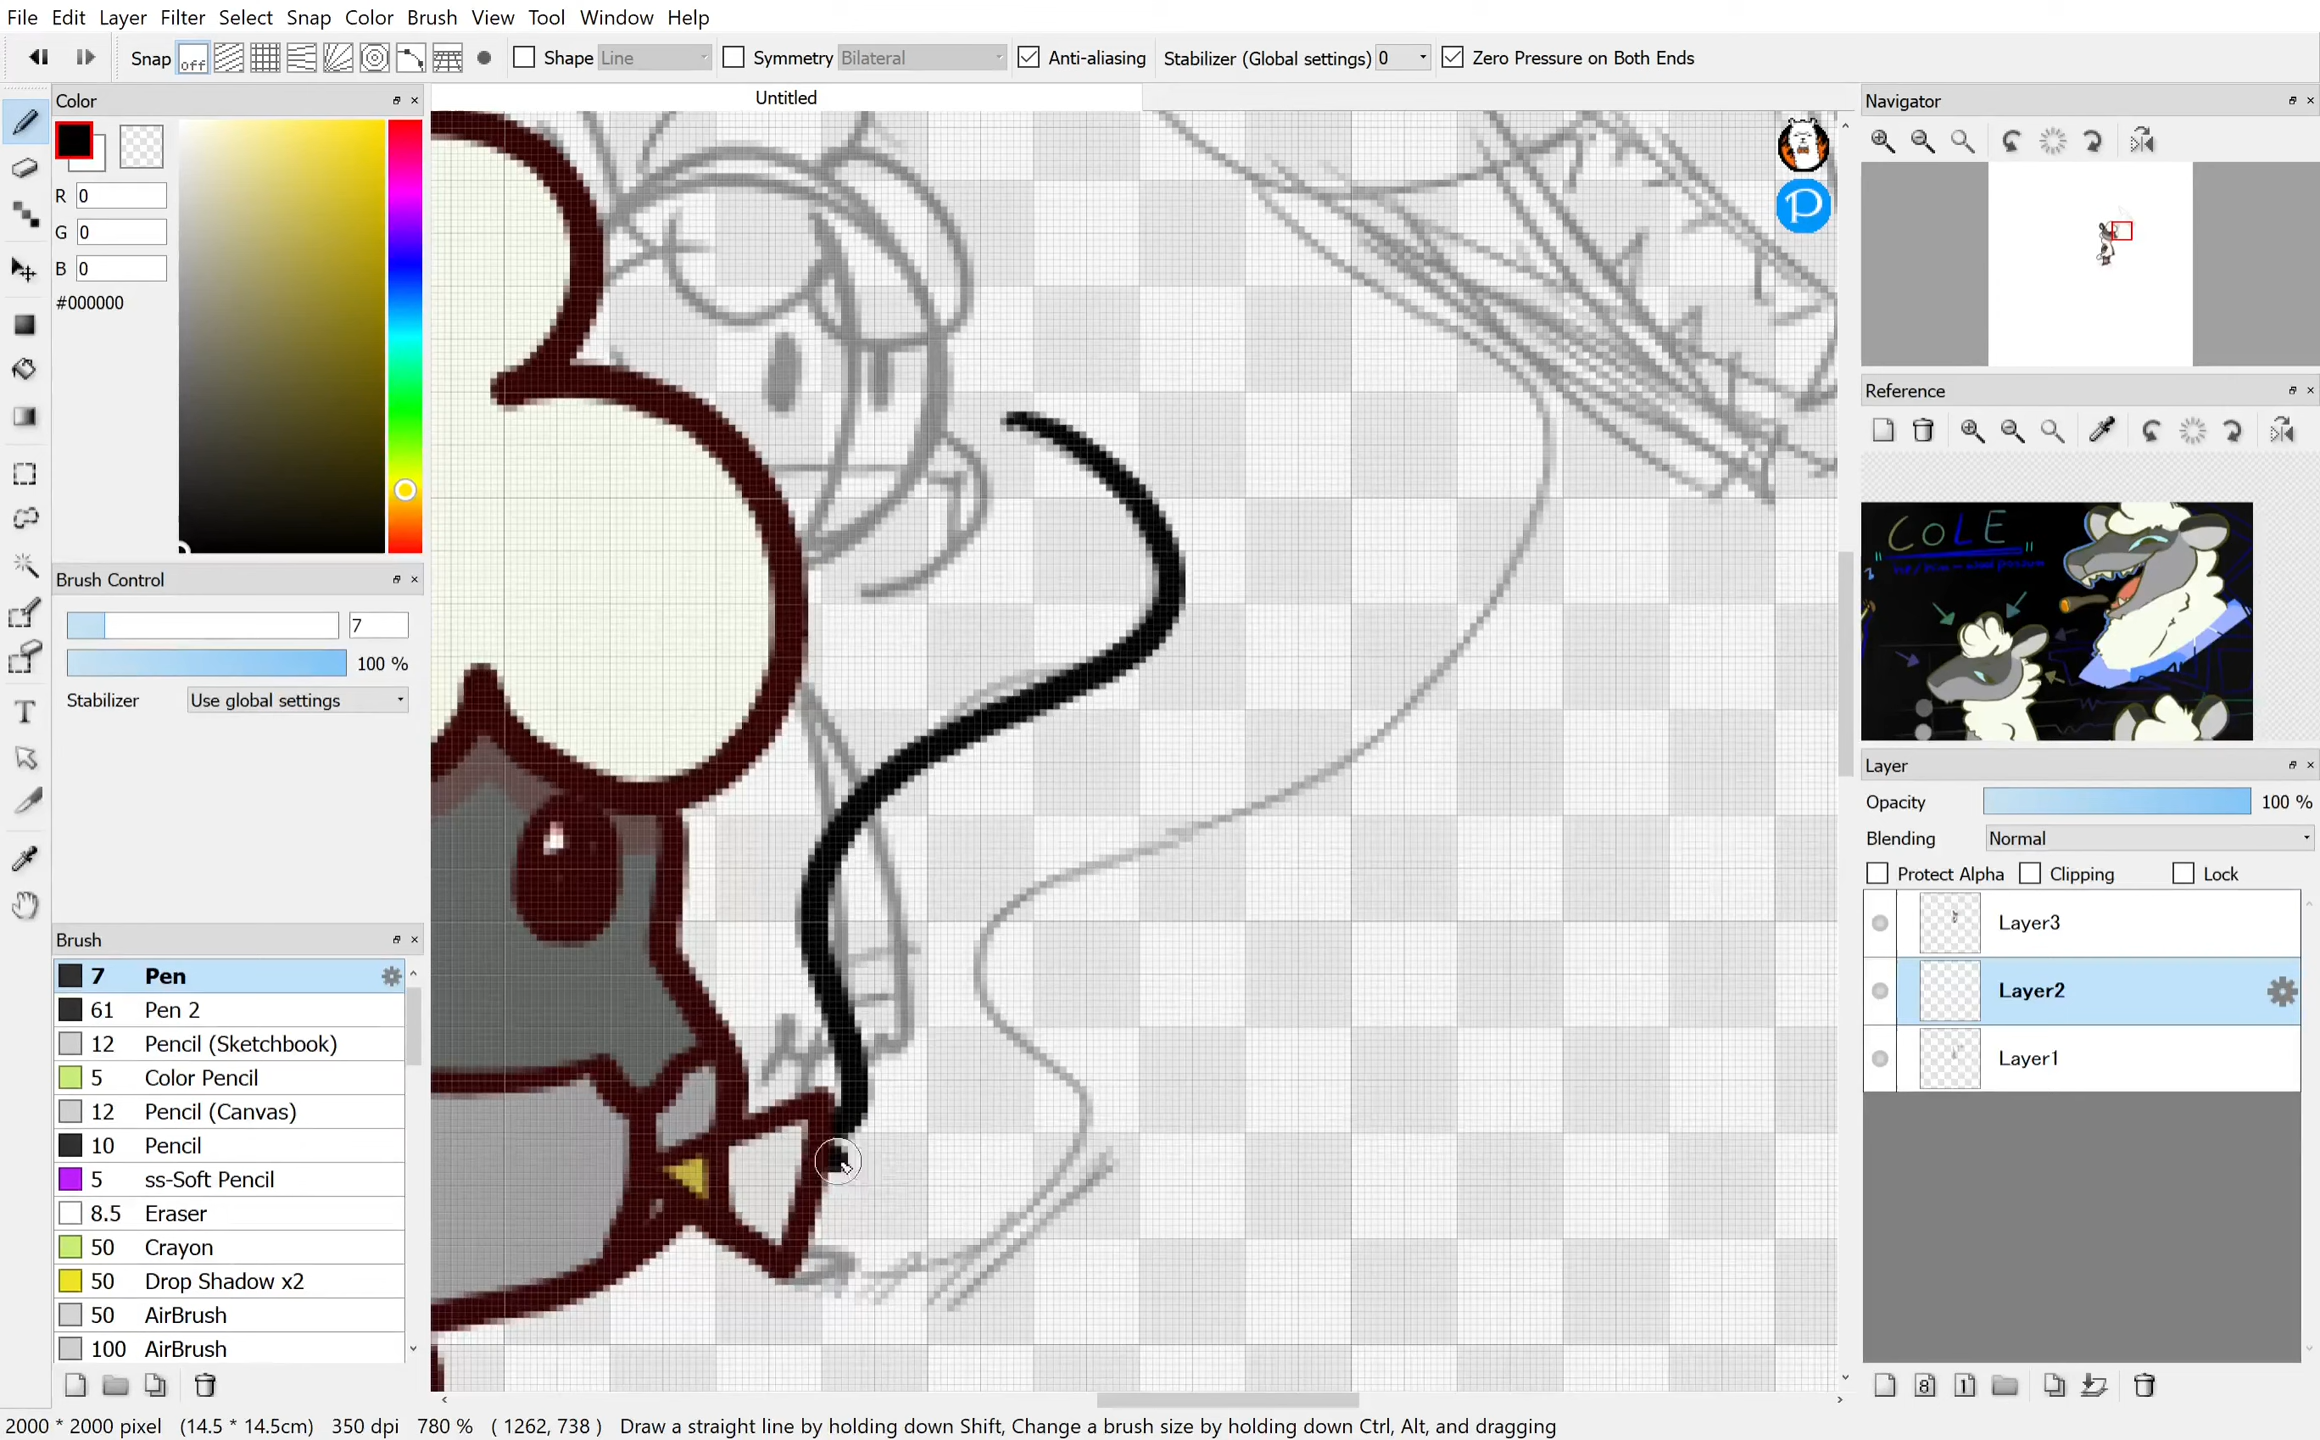 File Edit Layer Filter Select Snap Color Brush View Tool Window Help
Snap off Shape Line Symmetry Bilateral Anti-aliasing Stabilizer (Global settings) 0 Zero Pressure on Both Ends
Color
R 0
G 0
B 0
#000000
Brush Control
7
100 %
Stabilizer Use global settings
Brush
7 Pen
61 Pen 2
12 Pencil (Sketchbook)
5 Color Pencil
12 Pencil (Canvas)
10 Pencil
5 ss-Soft Pencil
8.5 Eraser
50 Crayon
50 Drop Shadow x2
50 AirBrush
100 AirBrush
Untitled
P
Navigator
Reference
"COLE"
Layer
Opacity 100 %
Blending Normal
Protect Alpha Clipping Lock
Layer3
Layer2
Layer1
8 1
2000 * 2000 pixel (14.5 * 14.5cm) 350 dpi 780 % ( 1262, 738 ) Draw a straight line by holding down Shift, Change a brush size by holding down Ctrl, Alt, and dragging